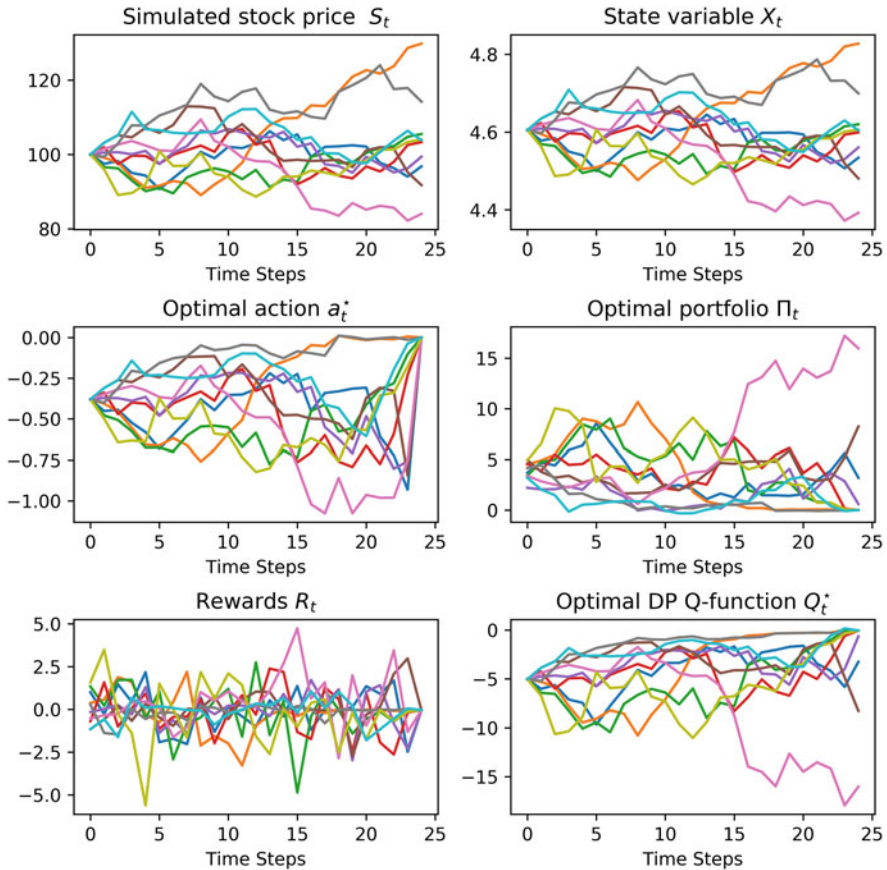 Simulated stock price S_t State variable X_t
120
100
80
4.8
4.6
4.4
0 5 10 15 20 25 0 5 10 15 20 25
Time Steps Time Steps
Optimal action a_t^⋆ Optimal portfolio Π_t
0.00
−0.25
−0.50
−0.75
−1.00
15
10
5
0
0 5 10 15 20 25 0 5 10 15 20 25
Time Steps Time Steps
Rewards R_t Optimal DP Q-function Q_t^⋆
5.0
2.5
0.0
−2.5
−5.0
0
−5
−10
−15
0 5 10 15 20 25 0 5 10 15 20 25
Time Steps Time Steps